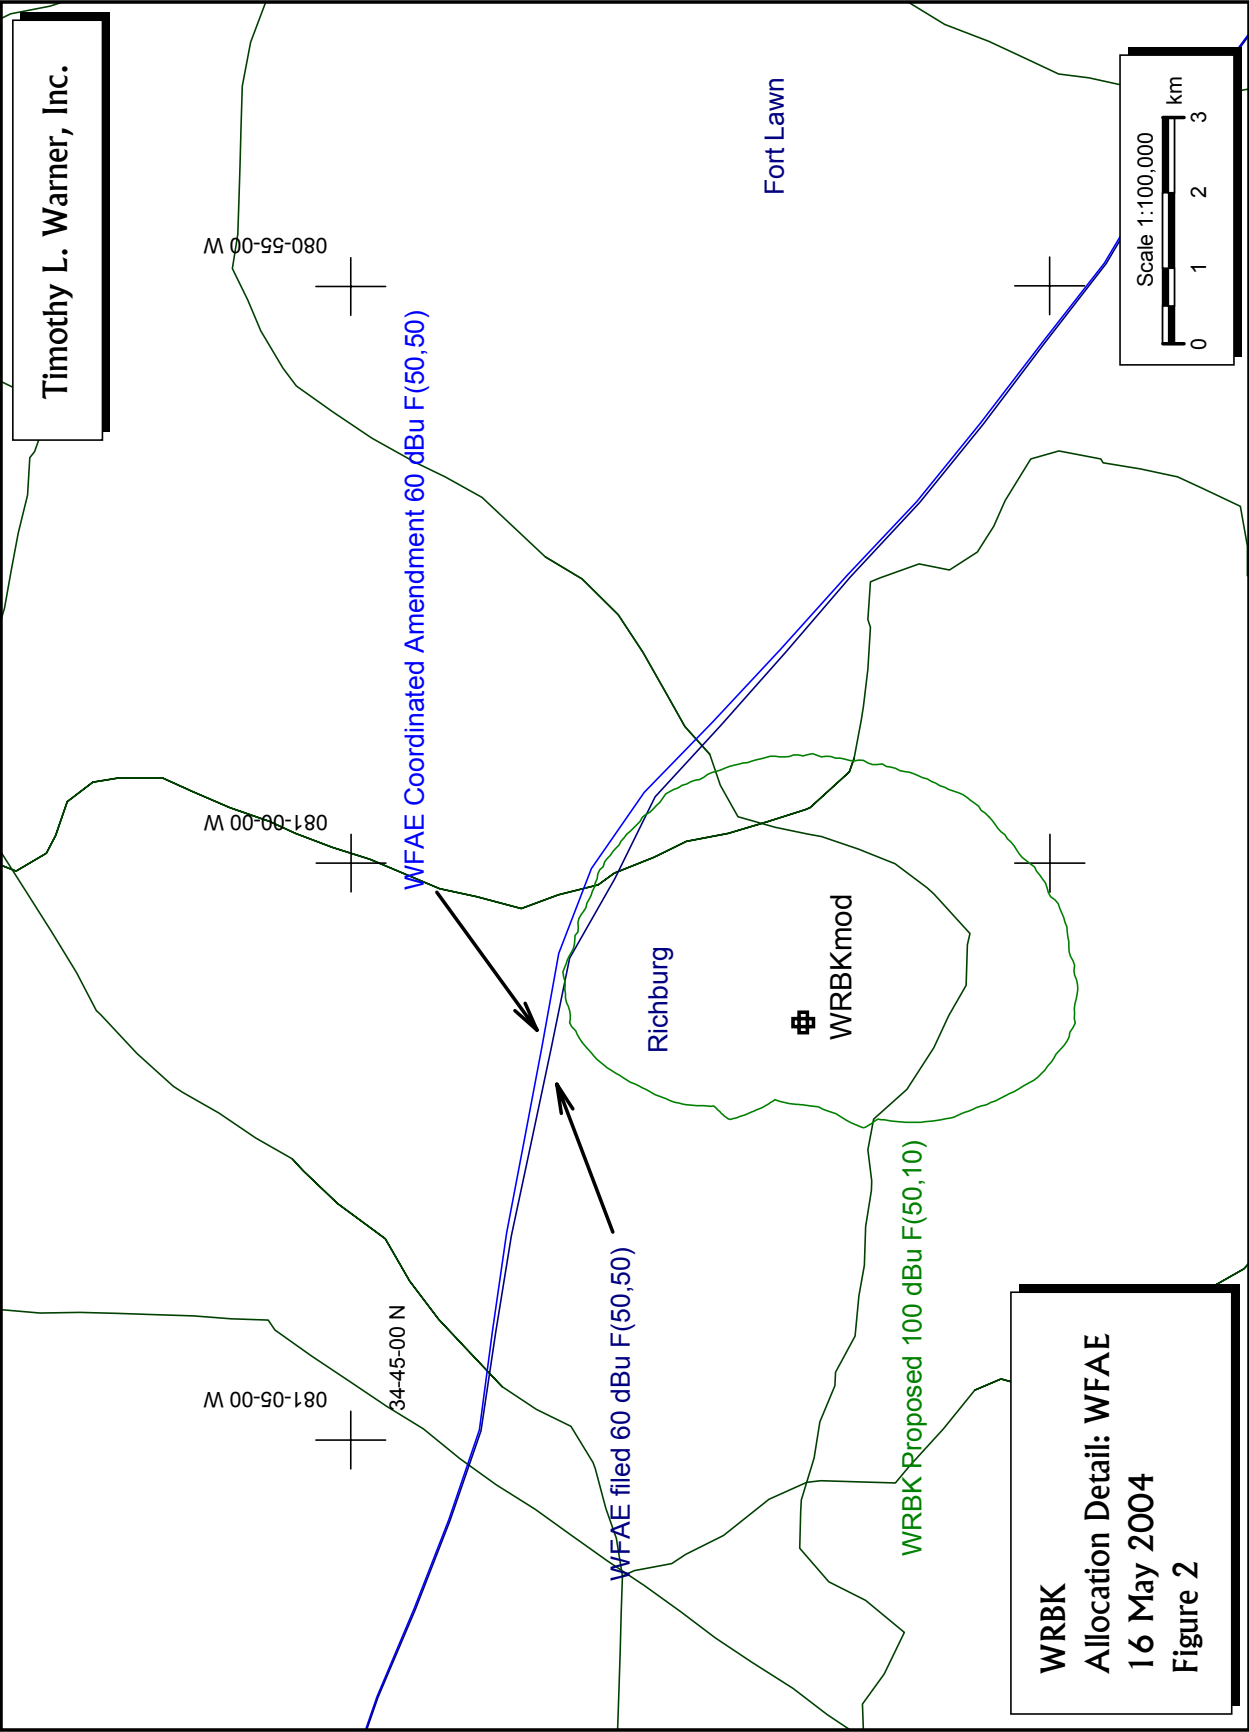 Timothy L. Warner, Inc.
081-05-00 W
081-00-00 W
080-55-00 W
34-45-00 N
WFAE Coordinated Amendment 60 dBu F(50,50)
WFAE filed 60 dBu F(50,50)
Richburg
Fort Lawn
WRBKmod
WRBK Proposed 100 dBu F(50,10)
WRBK
Allocation Detail: WFAE
16 May 2004
Figure 2
Scale 1:100,000
km
0 1 2 3